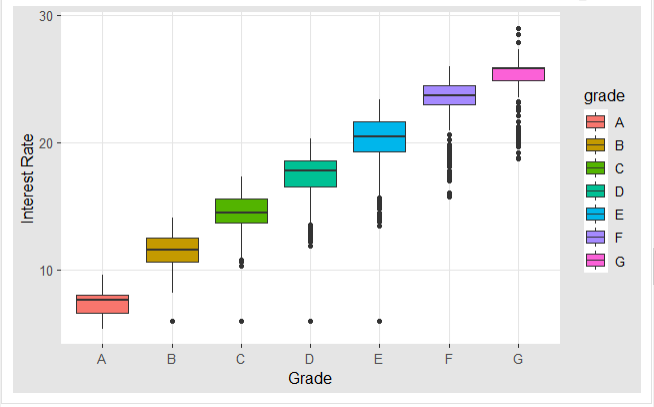 30
20
10
Interest Rate
A B C D E F G
Grade
grade
A
B
C
D
E
F
G